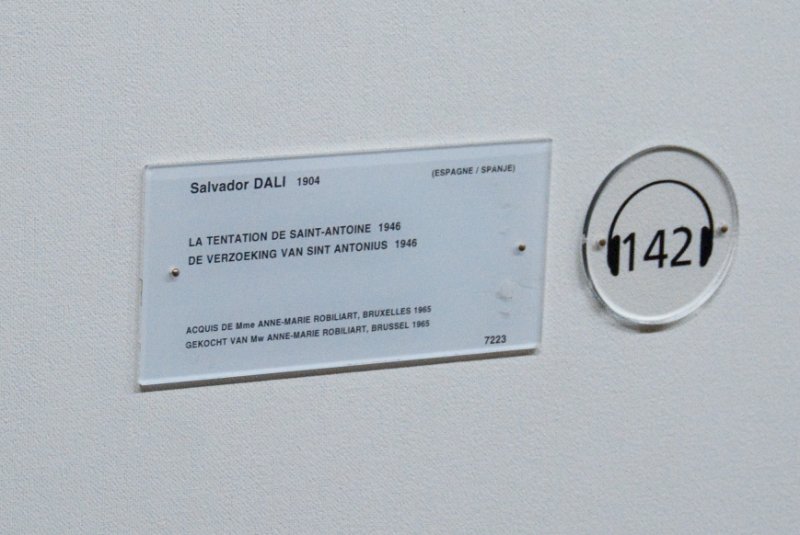 Salvador DALI 1904
(ESPAGNE / SPANJE)
LA TENTATION DE SAINT-ANTOINE 1946
DE VERZOEKING VAN SINT ANTONIUS 1946
ACQUIS DE Mme ANNE-MARIE ROBILIART, BRUXELLES 1965
GEKOCHT VAN Mw ANNE-MARIE ROBILIART, BRUSSEL 1965
7223
142